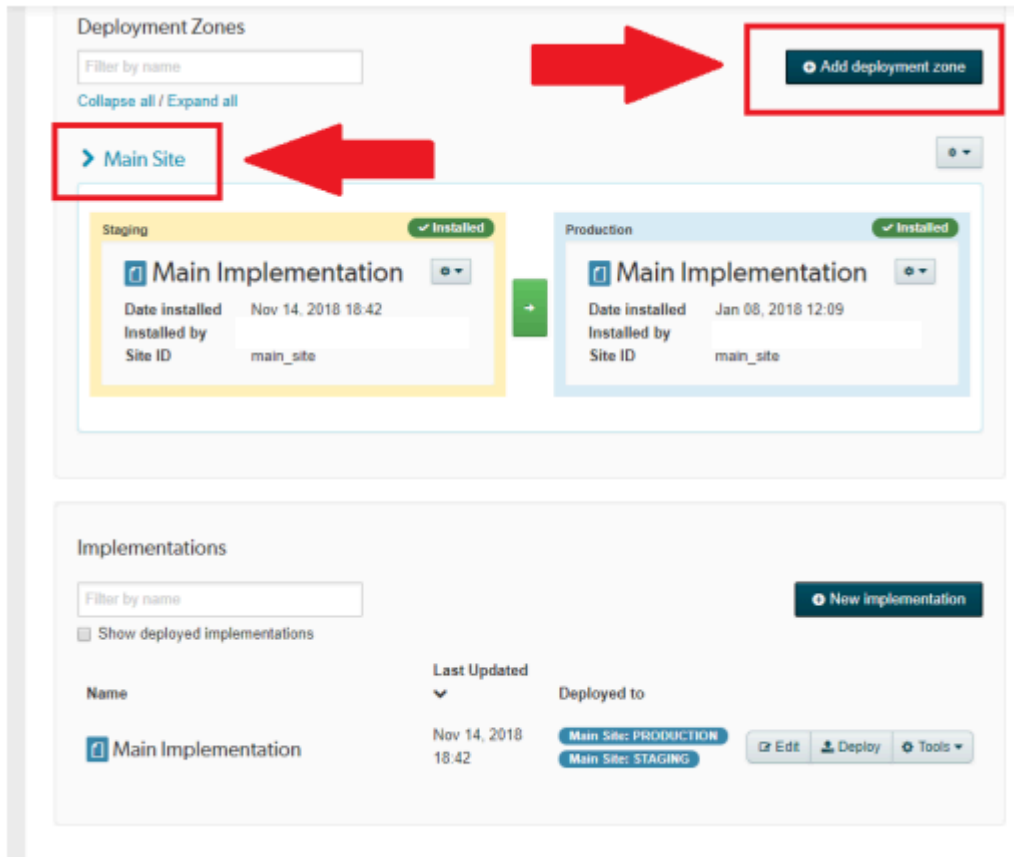 Deployment Zones
Filter by name
Add deployment zone
Collapse all / Expand all
Main Site
Staging
Installed
Main Implementation
Date installed Nov 14, 2018 18:42
Installed by
Site ID main_site
Production
Installed
Main Implementation
Date installed Jan 08, 2018 12:09
Installed by
Site ID main_site
Implementations
Filter by name
New implementation
Show deployed implementations
Name
Last Updated
Deployed to
Main Implementation
Nov 14, 2018
18:42
Main Site: PRODUCTION
Main Site: STAGING
Edit
Deploy
Tools